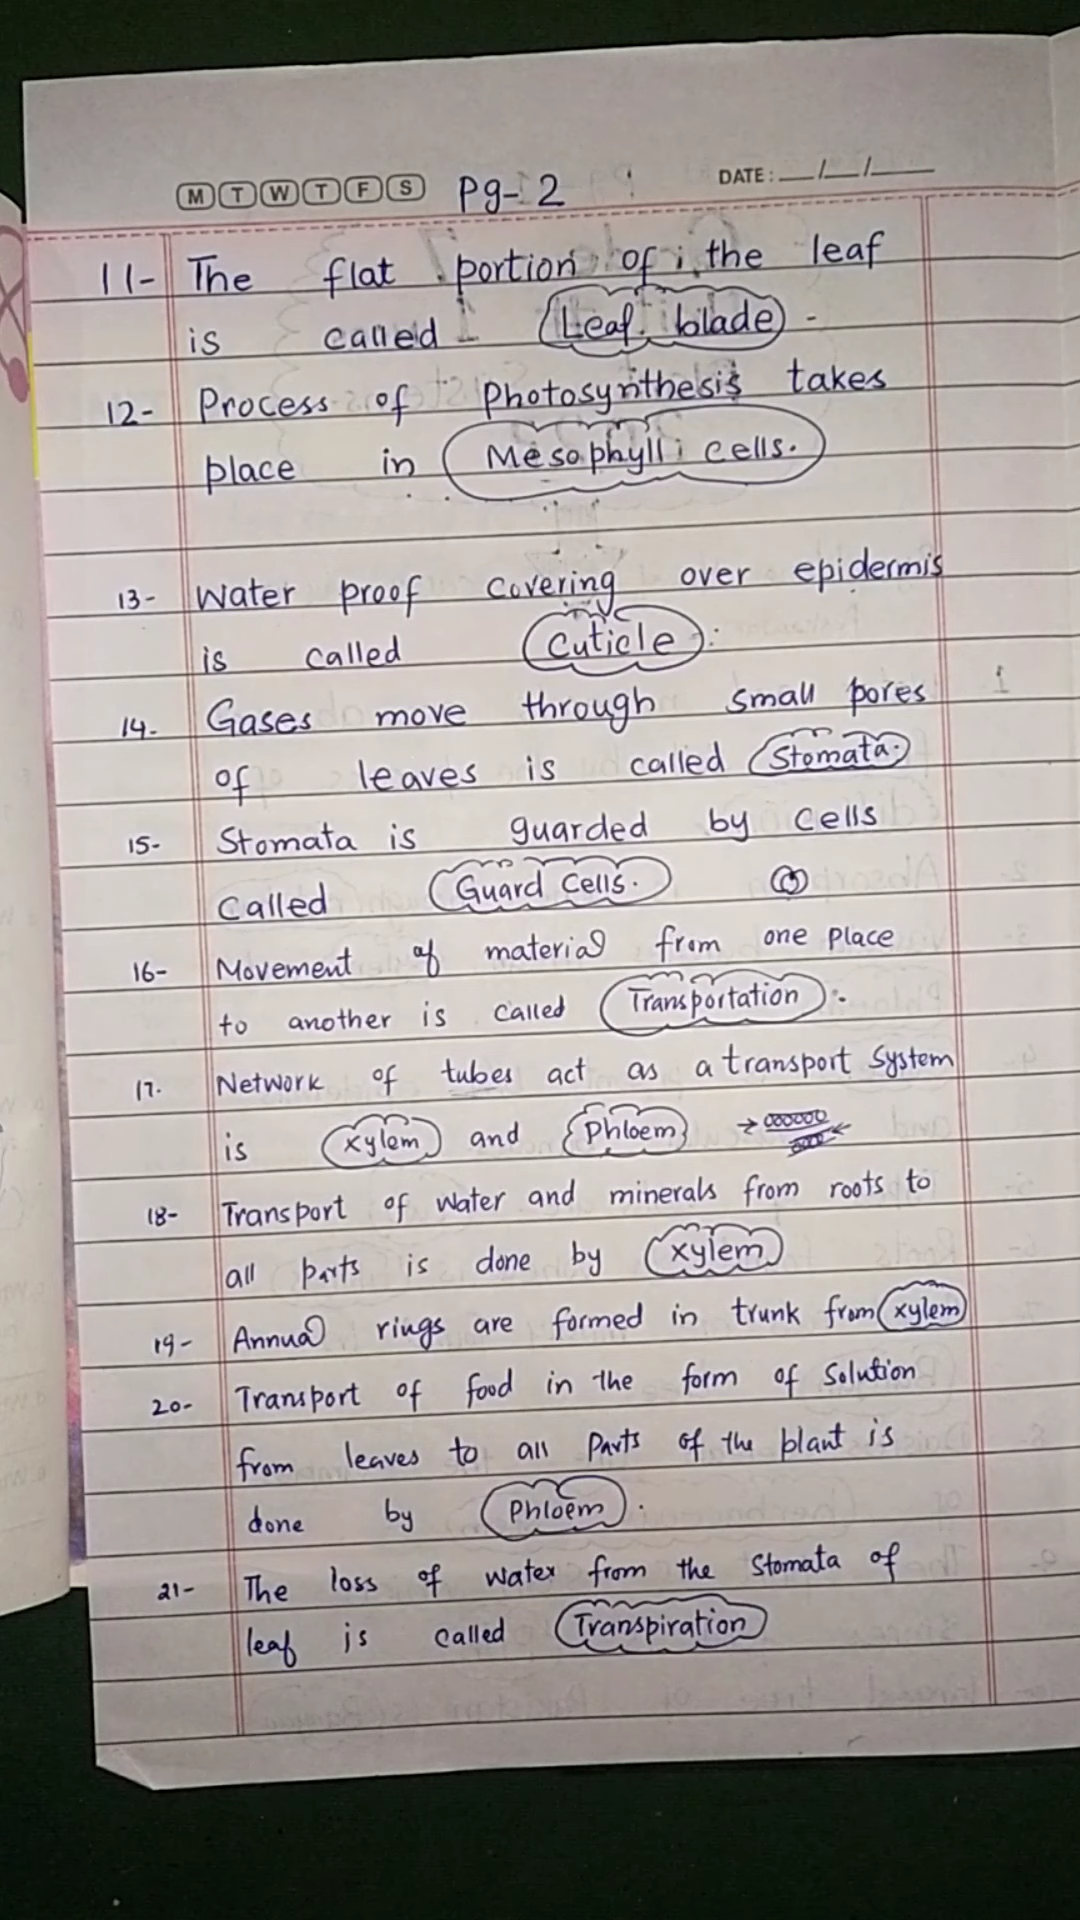 M T W T F S Pg-2 DATE: __/__/____
11- The flat portion of the leaf
is called Leaf blade -
12- Process of Photosynthesis takes
place in Mesophyll cells.
13- Water proof covering over epidermis
is called Cuticle.
14. Gases move through small pores
of leaves is called Stomata.
15- Stomata is guarded by Cells
Called Guard Cells.
16- Movement of material from one Place
to another is called Transportation.
17. Network of tubes act as a transport System
is xylem and Phloem
18- Transport of water and minerals from roots to
all parts is done by xylem
19- Annual rings are formed in trunk from xylem
20- Transport of food in the form of Solution
from leaves to all Parts of the plant is
done by Phloem.
21- The loss of water from the Stomata of
leaf is called Transpiration